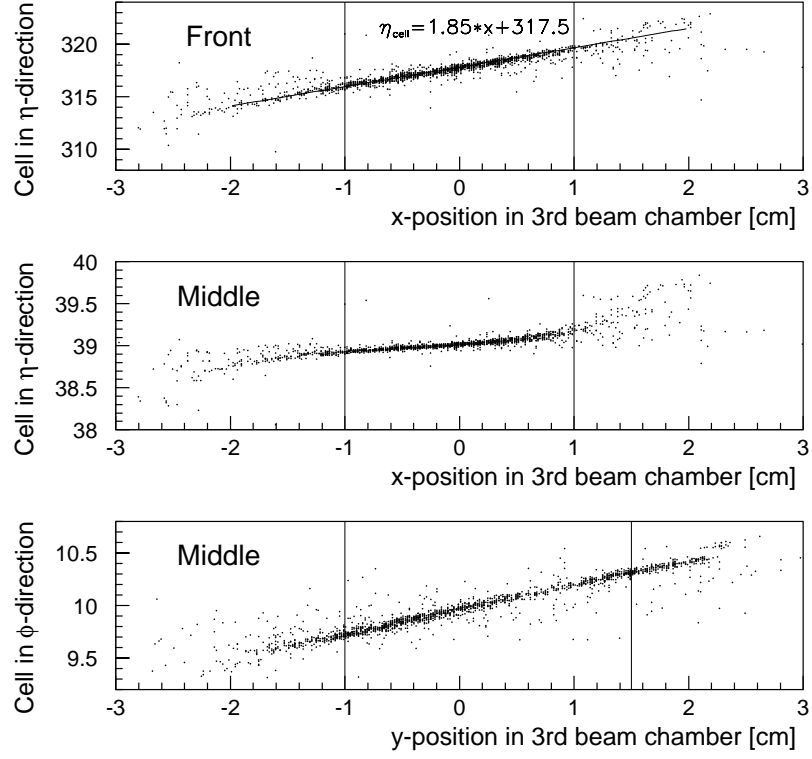 Front
η_cell=1.85*x+317.5
Cell in η-direction
320
315
310
-3 -2 -1 0 1 2 3
x-position in 3rd beam chamber [cm]
Middle
Cell in η-direction
40
39.5
39
38.5
38
-3 -2 -1 0 1 2 3
x-position in 3rd beam chamber [cm]
Middle
Cell in ϕ-direction
10.5
10
9.5
-3 -2 -1 0 1 2 3
y-position in 3rd beam chamber [cm]